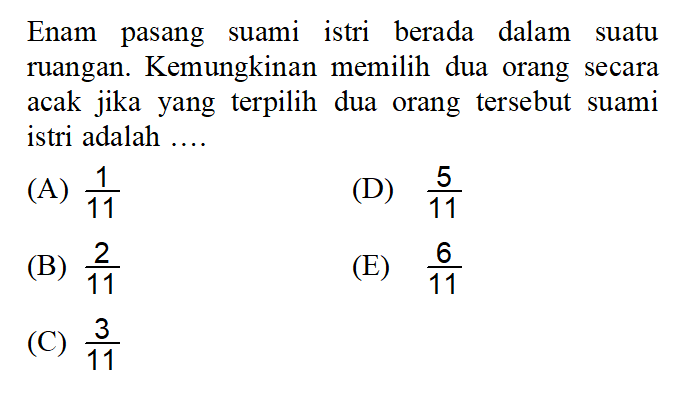 Enam pasang suami istri berada dalam suatu
ruangan. Kemungkinan memilih dua orang secara
acak jika yang terpilih dua orang tersebut suami
istri adalah ....
(A) 1/11 (D) 5/11
(B) 2/11 (E) 6/11
(C) 3/11